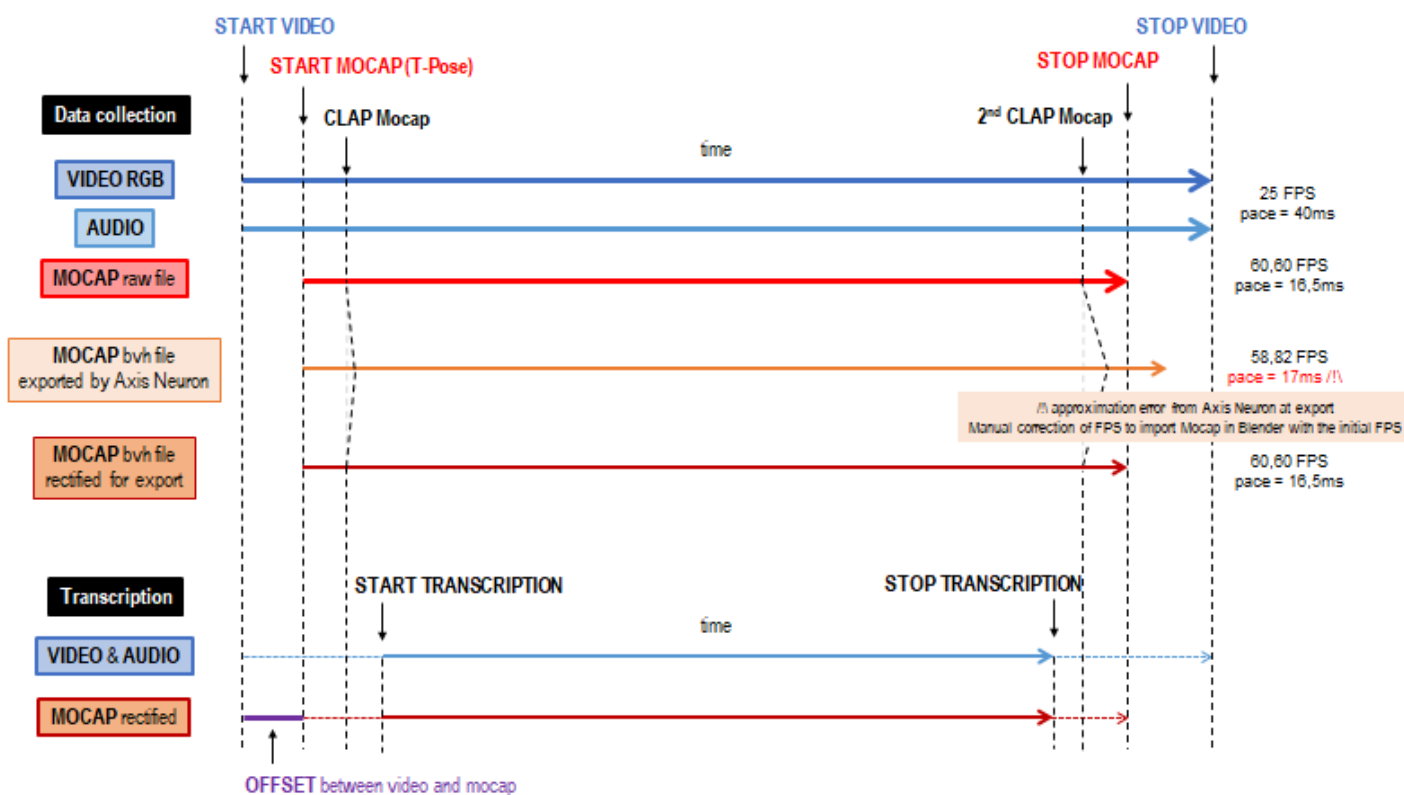 START VIDEO
STOP VIDEO
START MOCAP (T-Pose)
STOP MOCAP
Data collection
CLAP Mocap
2nd CLAP Mocap
time
VIDEO RGB
25 FPS
pace = 40ms
AUDIO
MOCAP raw file
60,60 FPS
pace = 16,5ms
MOCAP bvh file
exported by Axis Neuron
58,82 FPS
pace = 17ms /!\
/!\ approximation error from Axis Neuron at export
Manual correction of FPS to import Mocap in Blender with the initial FPS
MOCAP bvh file
rectified for export
60,60 FPS
pace = 16,5ms
Transcription
START TRANSCRIPTION
STOP TRANSCRIPTION
time
VIDEO & AUDIO
MOCAP rectified
OFFSET between video and mocap